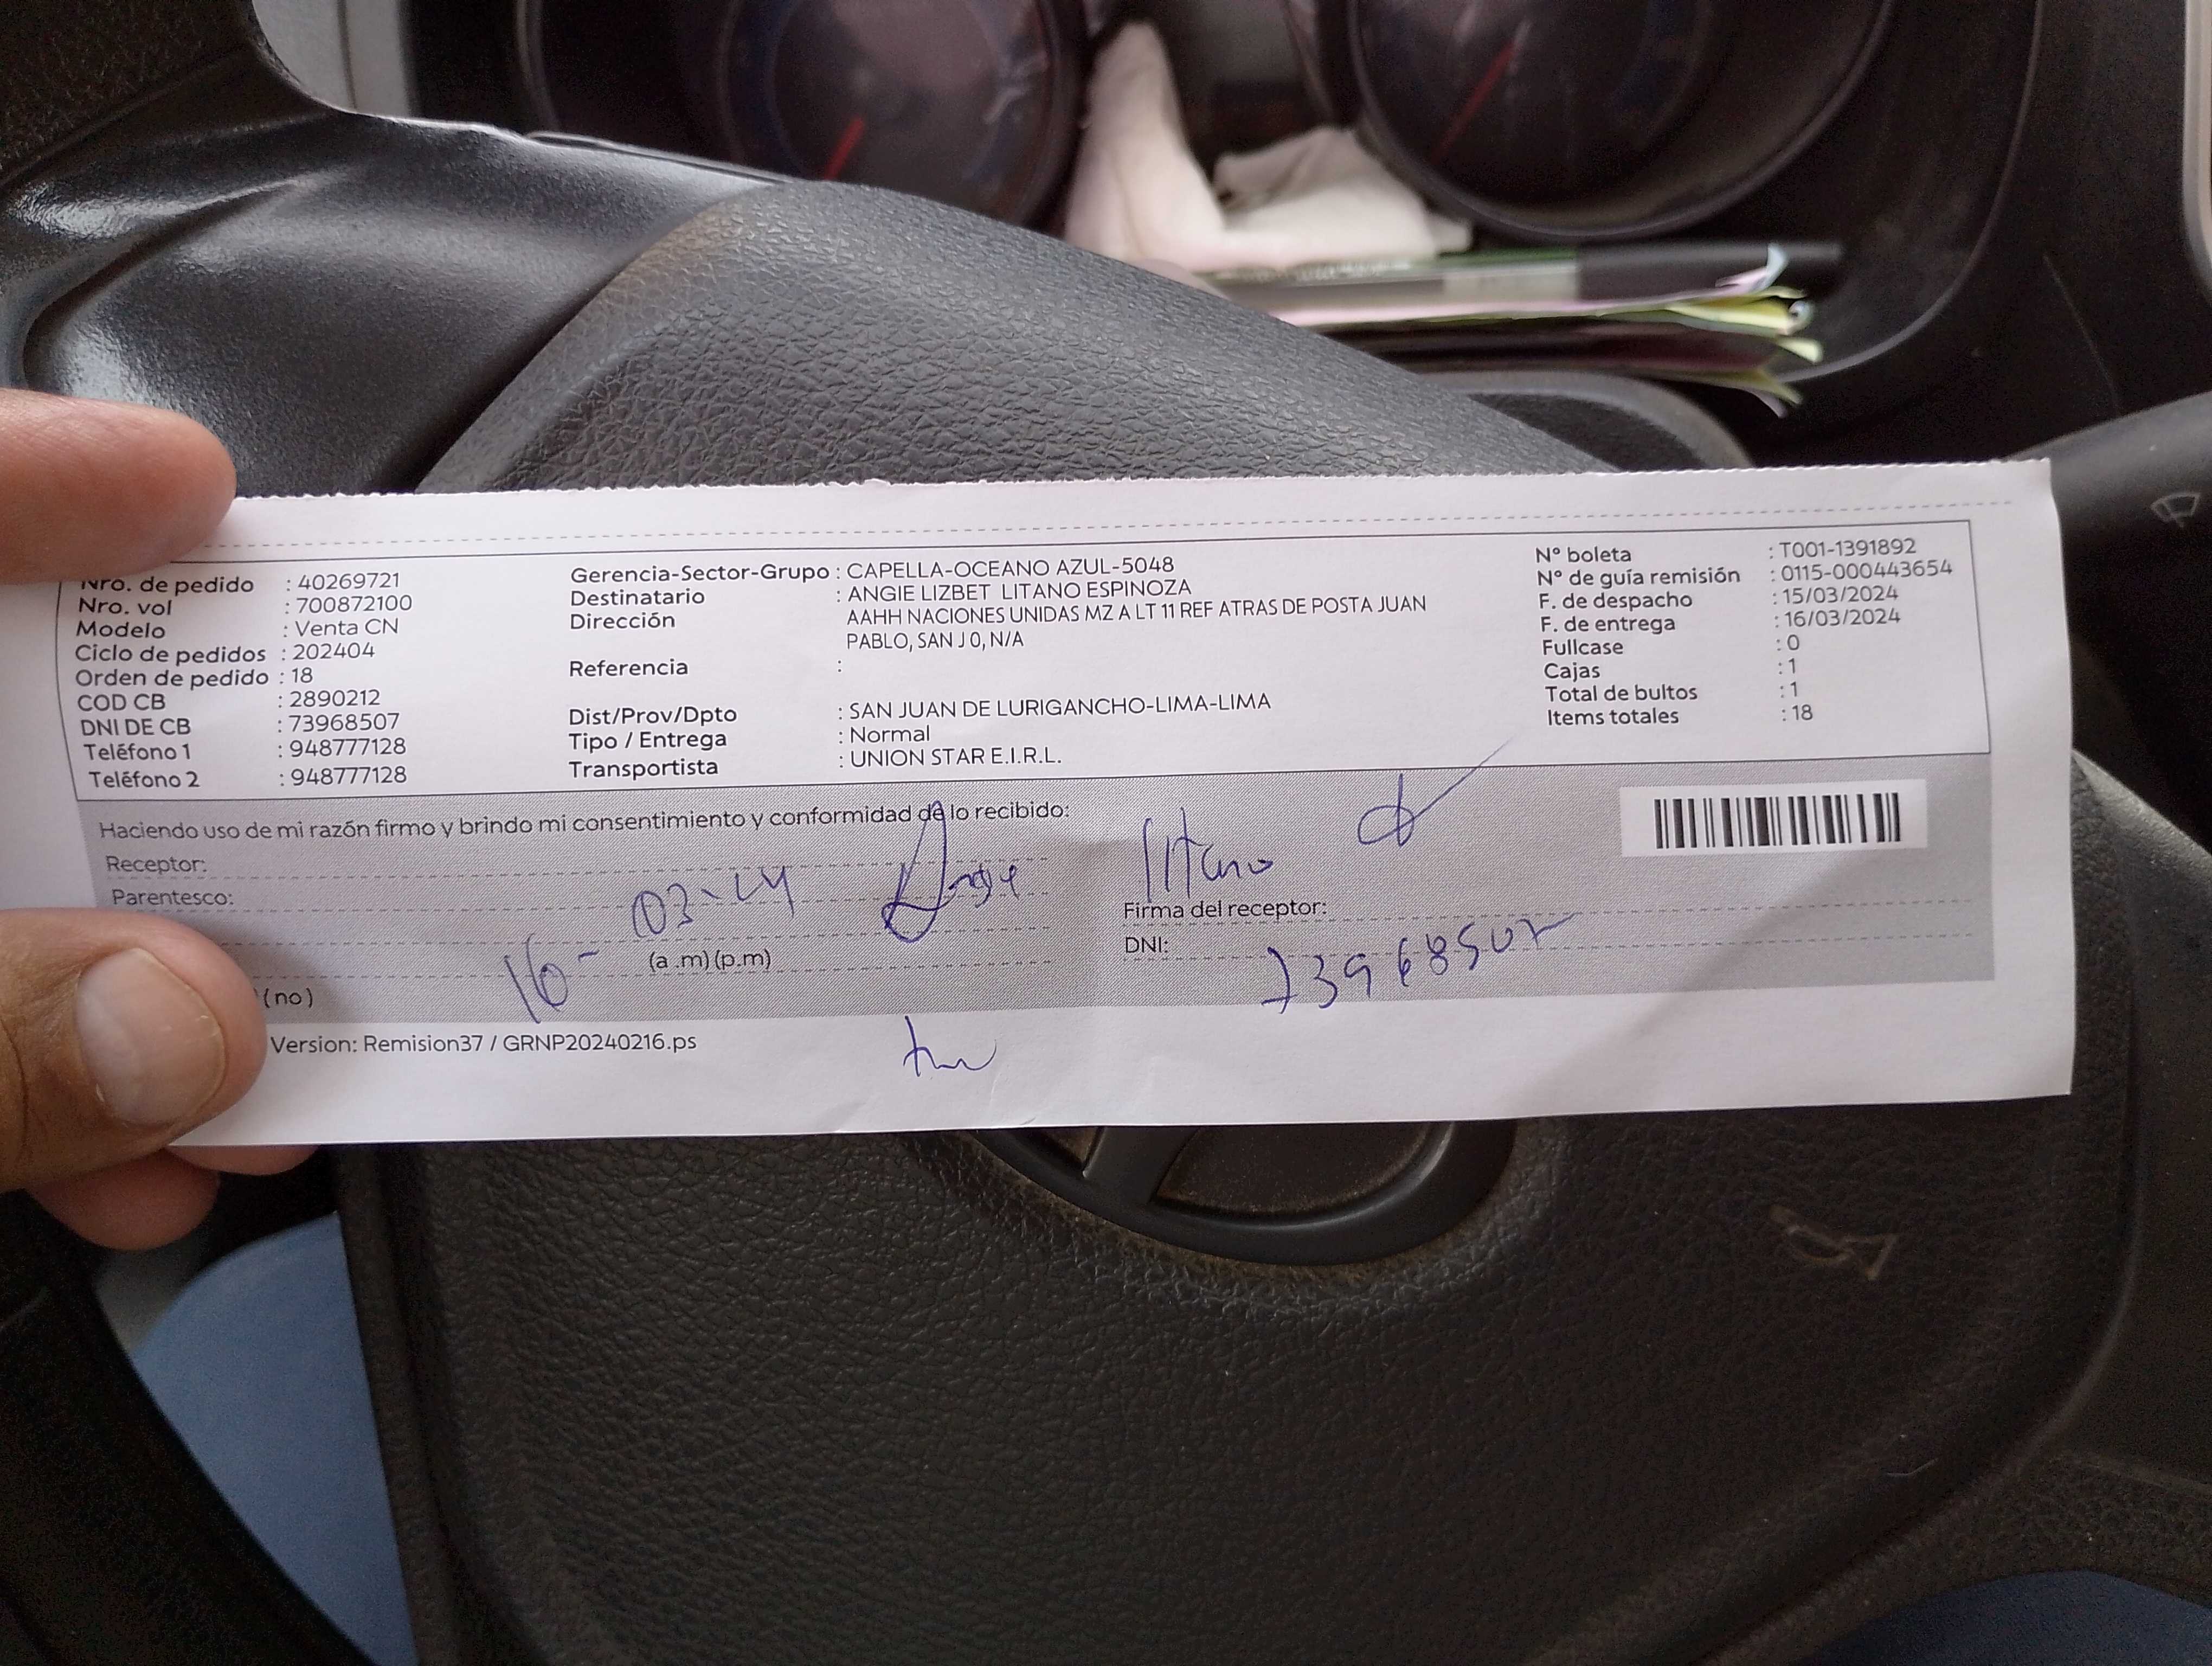 Nro. de pedido : 40269721
Nro. vol : 700872100
Modelo : Venta CN
Ciclo de pedidos : 202404
Orden de pedido : 18
COD CB : 2890212
DNI DE CB : 73968507
Teléfono 1 : 948777128
Teléfono 2 : 948777128
Gerencia-Sector-Grupo : CAPELLA-OCEANO AZUL-5048
Destinatario : ANGIE LIZBET LITANO ESPINOZA
Dirección AAHH NACIONES UNIDAS MZ A LT 11 REF ATRAS DE POSTA JUAN
PABLO, SAN J 0, N/A
Referencia :
Dist/Prov/Dpto : SAN JUAN DE LURIGANCHO-LIMA-LIMA
Tipo / Entrega : Normal
Transportista : UNION STAR E.I.R.L.
N° boleta : T001-1391892
N° de guía remisión : 0115-000443654
F. de despacho : 15/03/2024
F. de entrega : 16/03/2024
Fullcase : 0
Cajas : 1
Total de bultos : 1
Items totales : 18
Haciendo uso de mi razón firmo y brindo mi consentimiento y conformidad de lo recibido:
Receptor:
Angie litano
Parentesco:
16- 03-24
Firma del receptor:
(a .m) (p.m)
DNI: 73968507
(no)
Version: Remision37 / GRNP20240216.ps